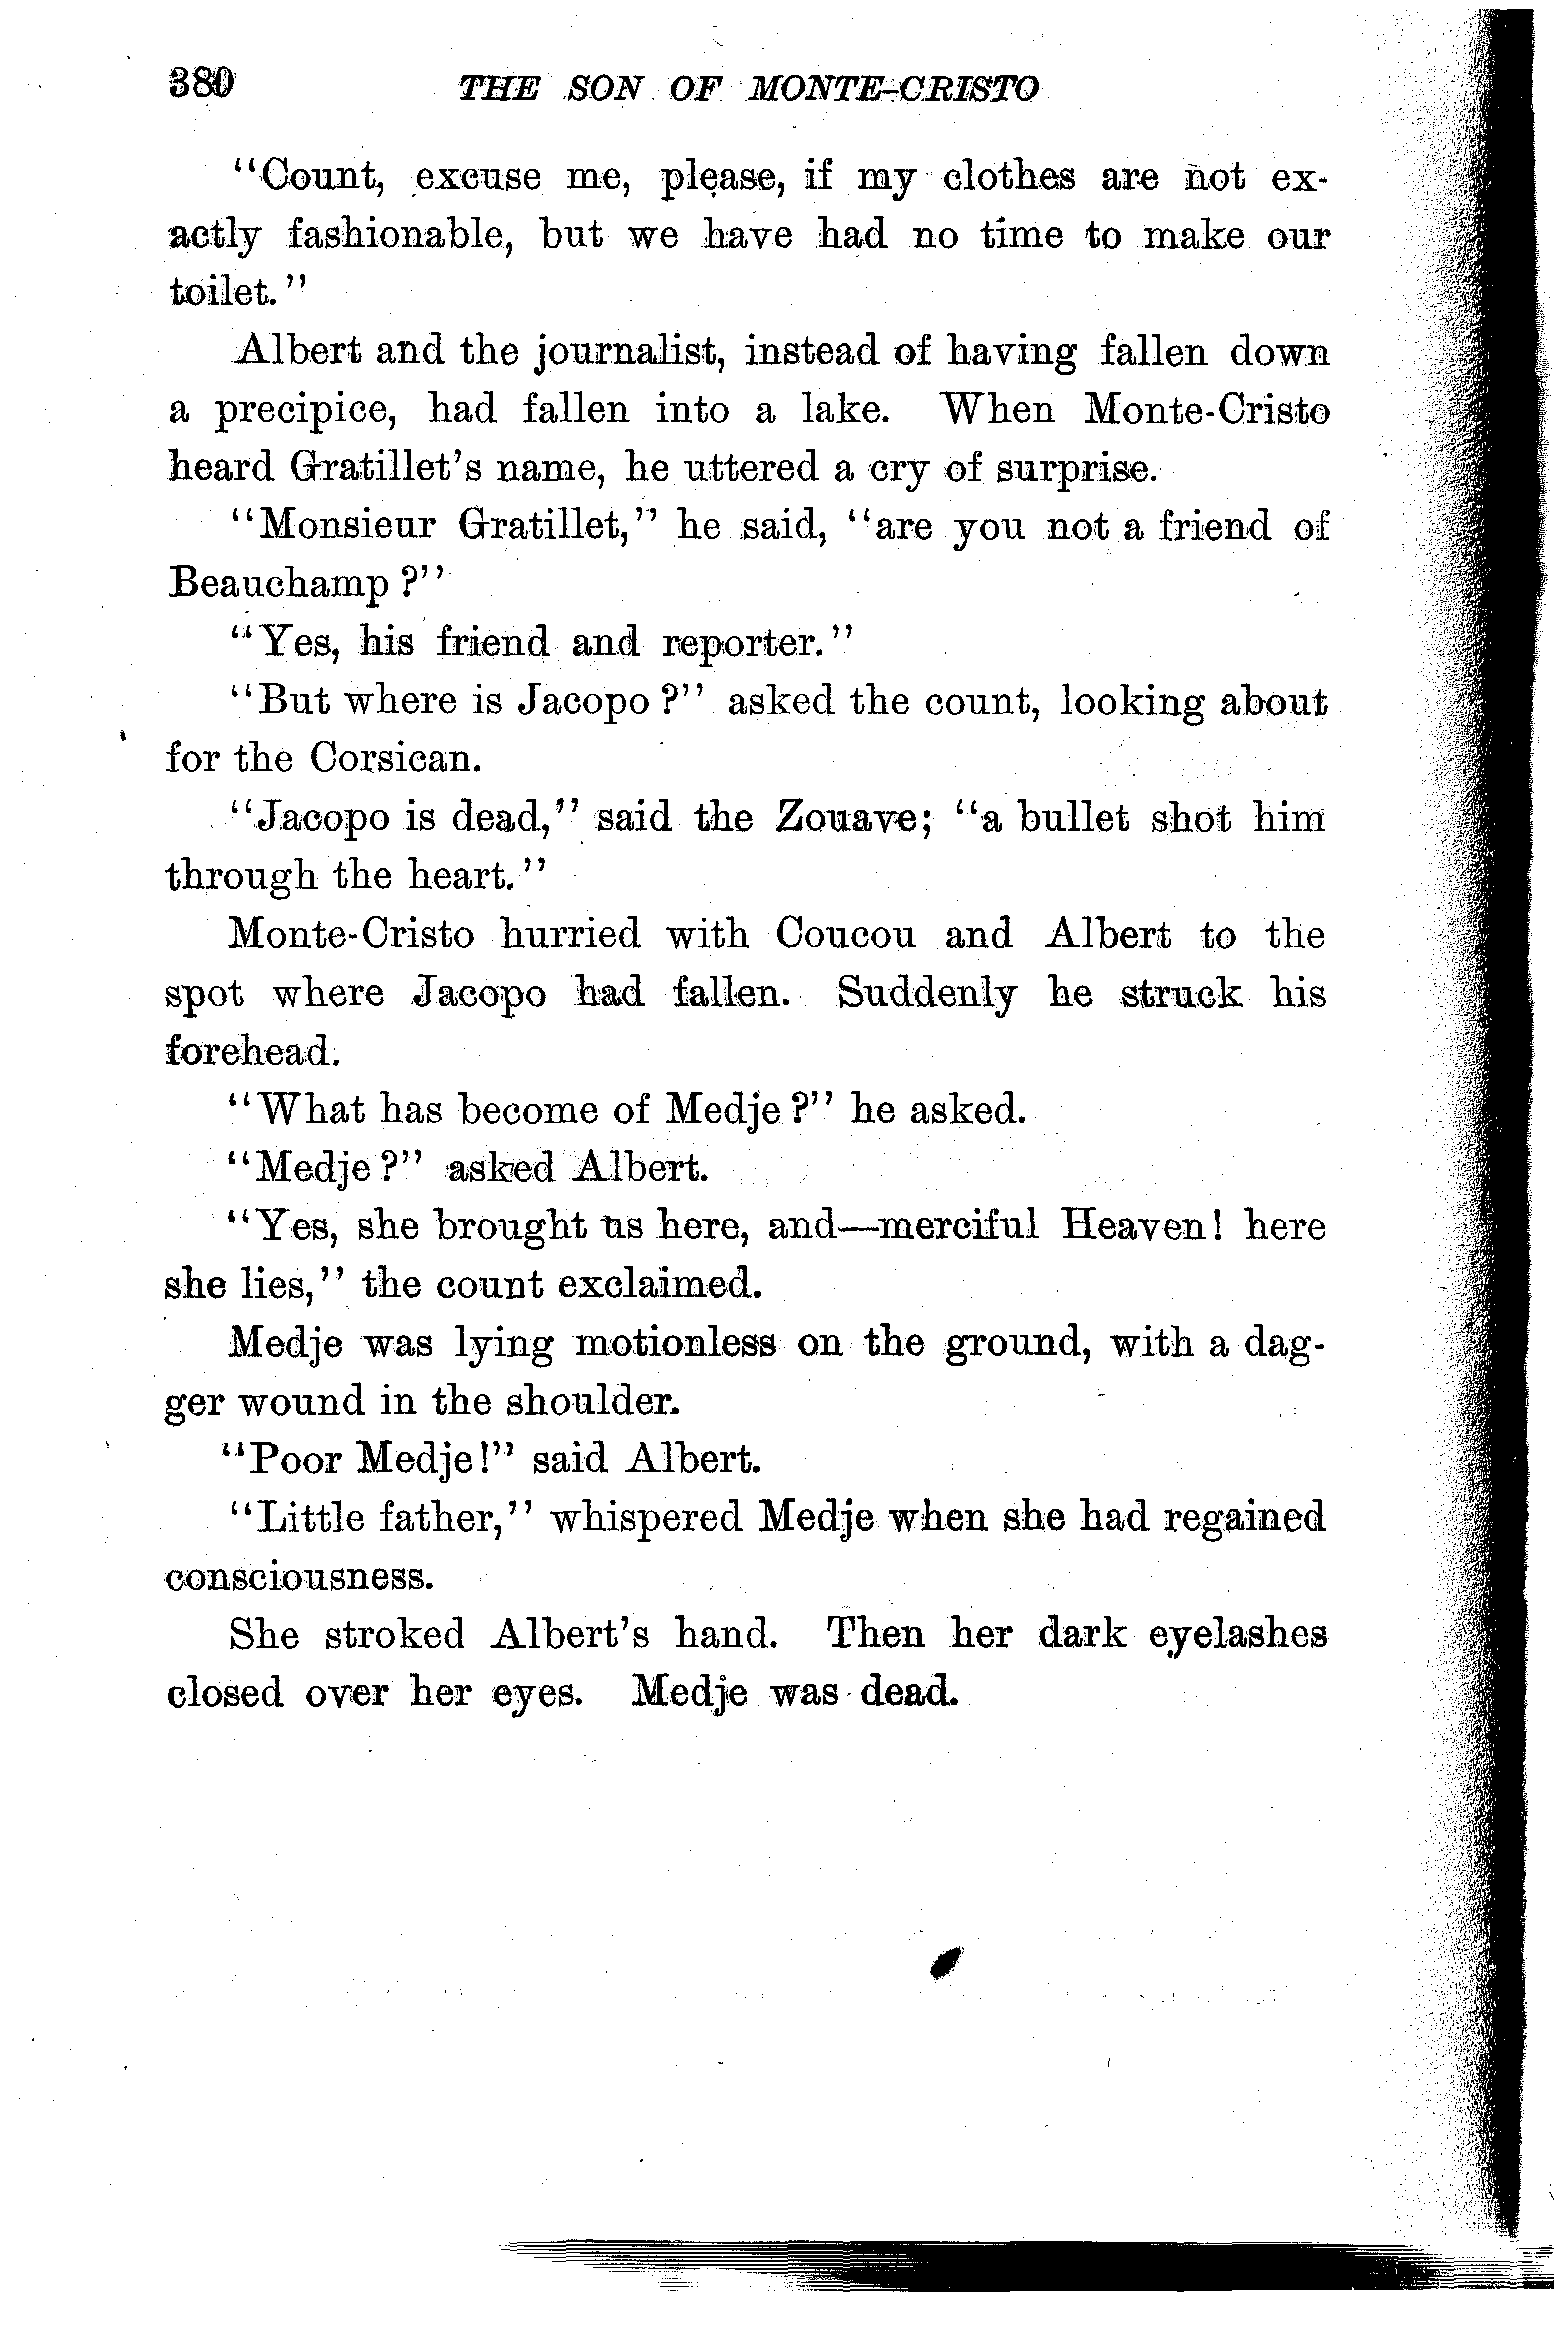 380 THE SON OF MONTE-CRISTO
"Count, excuse me, please, if my clothes are not ex-
actly fashionable, but we have had no time to make our
toilet."
Albert and the journalist, instead of having fallen down
a precipice, had fallen into a lake. When Monte-Cristo
heard Gratillet's name, he uttered a cry of surprise.
"Monsieur Gratillet," he said, "are you not a friend of
Beauchamp?"
"Yes, his friend and reporter."
"But where is Jacopo?" asked the count, looking about
for the Corsican.
"Jacopo is dead," said the Zouave; "a bullet shot him
through the heart."
Monte-Cristo hurried with Coucou and Albert to the
spot where Jacopo had fallen. Suddenly he struck his
forehead.
"What has become of Medje?" he asked.
"Medje?" asked Albert.
"Yes, she brought us here, and—merciful Heaven! here
she lies," the count exclaimed.
Medje was lying motionless on the ground, with a dag-
ger wound in the shoulder.
"Poor Medje!" said Albert.
"Little father," whispered Medje when she had regained
consciousness.
She stroked Albert's hand. Then her dark eyelashes
closed over her eyes. Medje was dead.